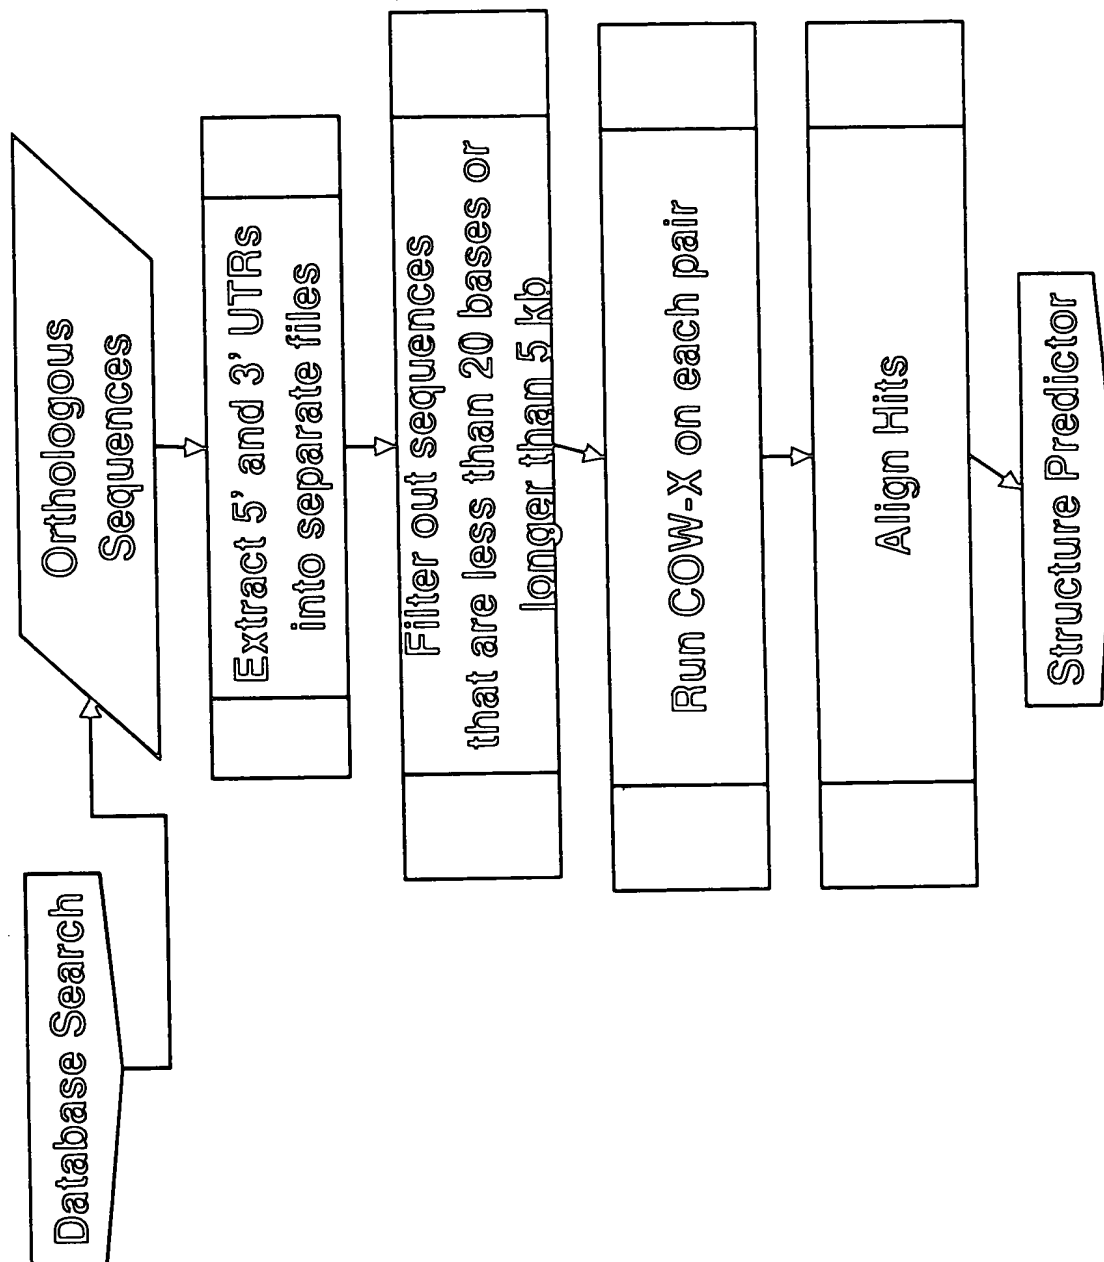 Database Search
Orthologous
Sequences
Extract 5' and 3' UTRs
into separate files
Filter out sequences
that are less than 20 bases or
longer than 5 kb
Run COW-X on each pair
Align Hits
Structure Predictor